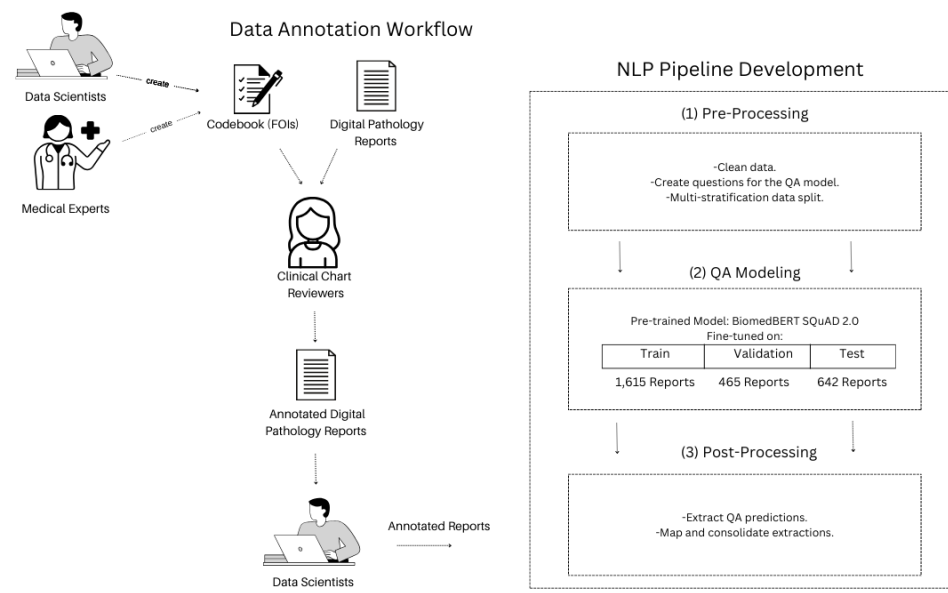 Data Annotation Workflow
Data Scientists
create
create
Medical Experts
Codebook (FOIs)
Digital Pathology
Reports
Clinical Chart
Reviewers
Annotated Digital
Pathology Reports
Data Scientists
Annotated Reports
NLP Pipeline Development
(1) Pre-Processing
-Clean data.
-Create questions for the QA model.
-Multi-stratification data split.
(2) QA Modeling
Pre-trained Model: BiomedBERT SQuAD 2.0
Fine-tuned on:
Train Validation Test
1,615 Reports 465 Reports 642 Reports
(3) Post-Processing
-Extract QA predictions.
-Map and consolidate extractions.